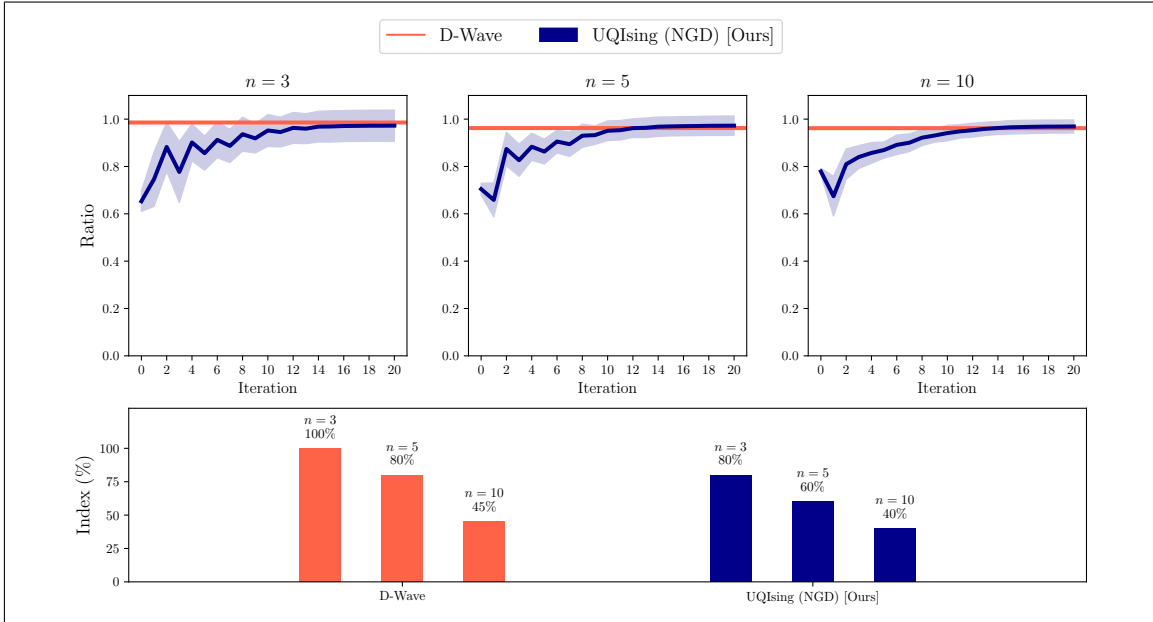 D-Wave
UQIsing (NGD) [Ours]
n = 3
n = 5
n = 10
Ratio
1.0
0.8
0.6
0.4
0.2
0.0
0 2 4 6 8 10 12 14 16 18 20
Iteration
1.0
0.8
0.6
0.4
0.2
0.0
0 2 4 6 8 10 12 14 16 18 20
Iteration
1.0
0.8
0.6
0.4
0.2
0.0
0 2 4 6 8 10 12 14 16 18 20
Iteration
Index (%)
100
75
50
25
0
n = 3
100%
n = 5
80%
n = 10
45%
n = 3
80%
n = 5
60%
n = 10
40%
D-Wave
UQIsing (NGD) [Ours]